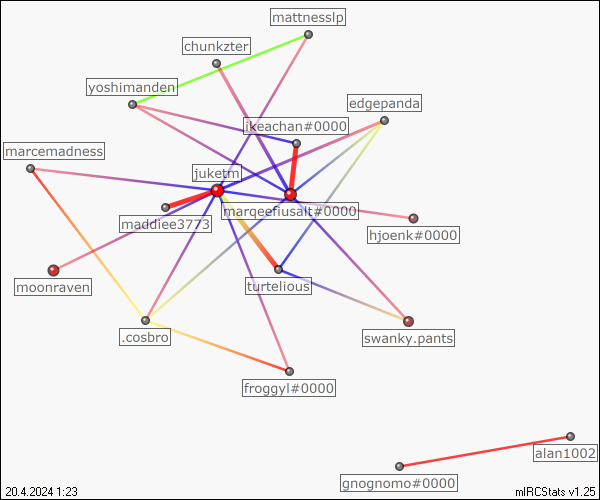 mattnesslp
chunkzter
yoshimanden
edgepanda
ikeachan#0000
marcemadness
juketm
marqeefiusalt#0000
maddiee3773
hjoenk#0000
moonraven
turtelious
.cosbro
swanky.pants
froggyl#0000
alan1002
gnognomo#0000
20.4.2024 1:23
mIRCStats v1.25